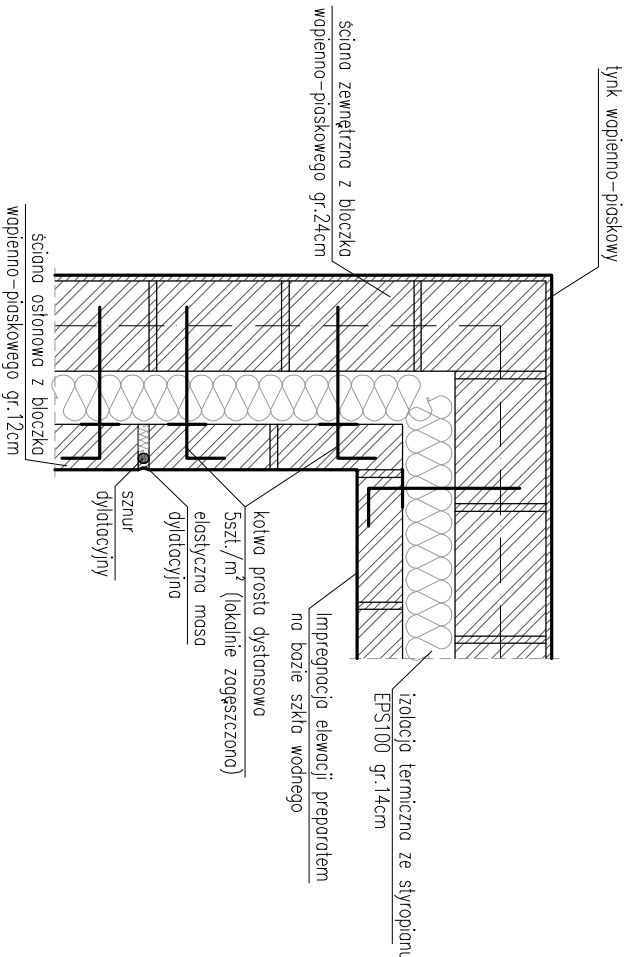 tynk wapienno-piaskowy
ściana zewnętrzna z bloczka
wapienno-piaskowego gr.24cm
izolacja termiczna ze styropianu
EPS100 gr.14cm
Impregnacja elewacji preparatem
na bazie szkła wodnego
kotwa prosta dystansowa
5szt./m² (lokalnie zagęszczona)
elastyczna masa
dylatacyjna
sznur
dylatacyjny
ściana osłonowa z bloczka
wapienno-piaskowego gr.12cm